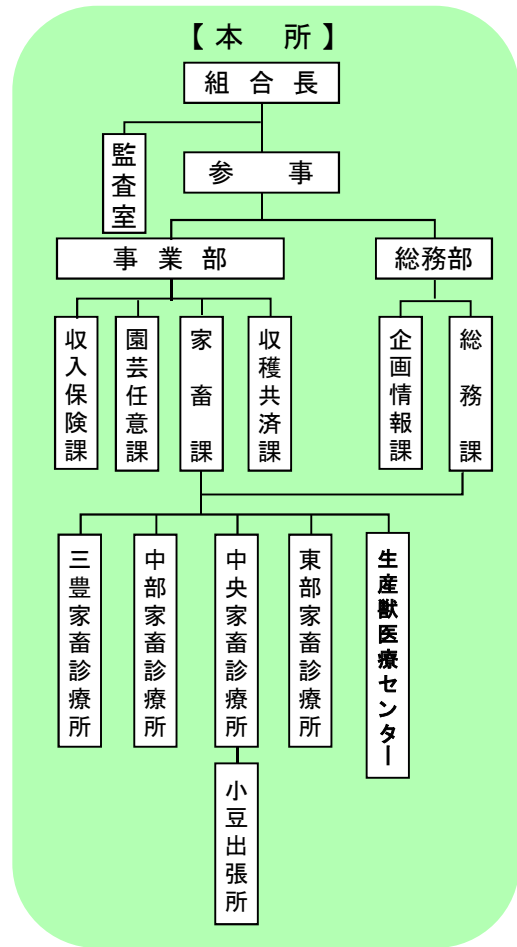 【本　所】
組合長
監査室
参　事
事業部
総務部
収入保険課
園芸任意課
家畜課
収穫共済課
企画情報課
総務課
三豊家畜診療所
中部家畜診療所
中央家畜診療所
東部家畜診療所
生産獣医療センター
小豆出張所